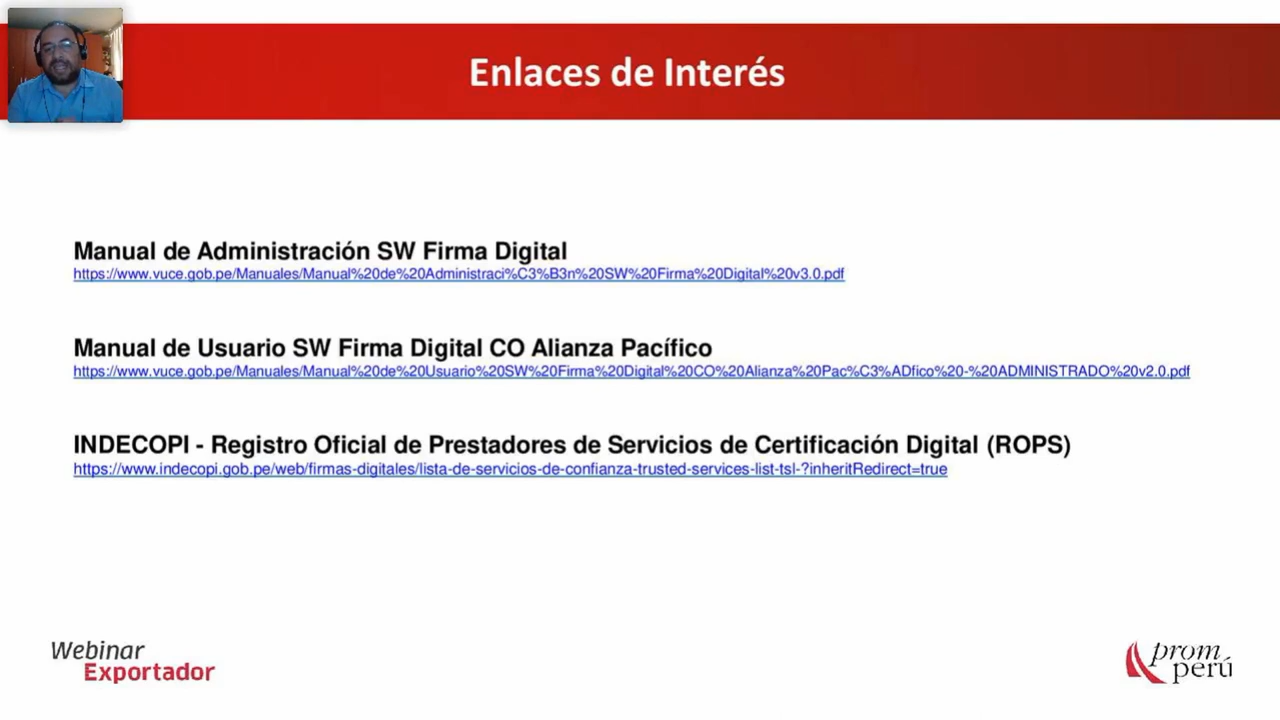 Enlaces de Interés
Manual de Administración SW Firma Digital
https://www.vuce.gob.pe/Manuales/Manual%20de%20Administraci%C3%B3n%20SW%20Firma%20Digital%20v3.0.pdf
Manual de Usuario SW Firma Digital CO Alianza Pacífico
https://www.vuce.gob.pe/Manuales/Manual%20de%20Usuario%20SW%20Firma%20Digital%20CO%20Alianza%20Pac%C3%ADfico%20-%20ADMINISTRADO%20v2.0.pdf
INDECOPI - Registro Oficial de Prestadores de Servicios de Certificación Digital (ROPS)
https://www.indecopi.gob.pe/web/firmas-digitales/lista-de-servicios-de-confianza-trusted-services-list-tsl-?inheritRedirect=true
Webinar
Exportador
prom
perú